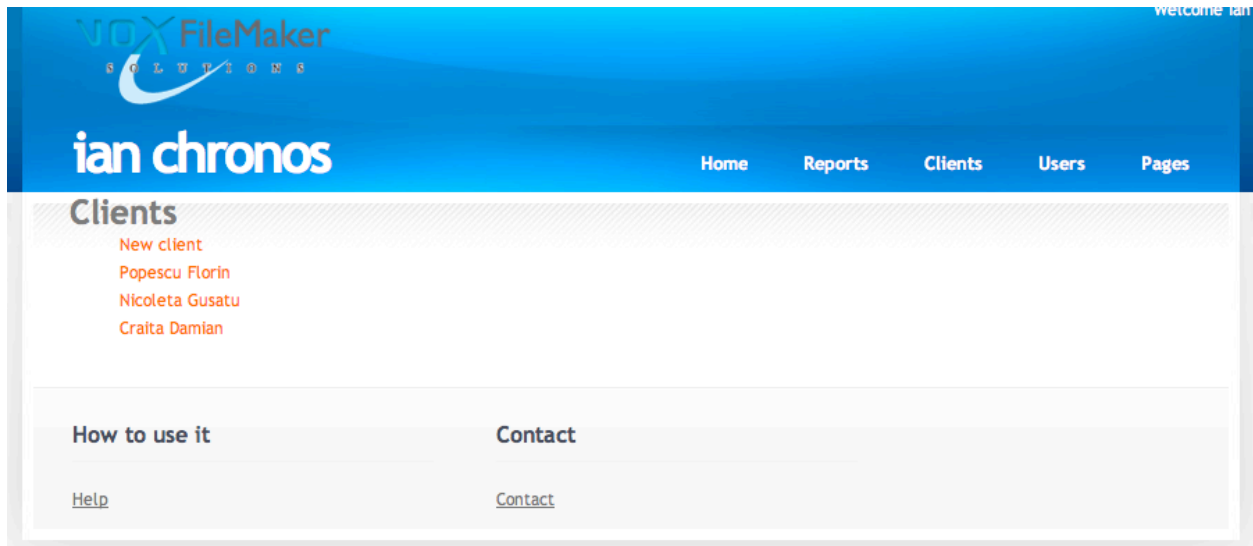 Welcome ian
VOX FileMaker
SOLUTIONS
ian chronos
Home Reports Clients Users Pages
Clients
New client
Popescu Florin
Nicoleta Gusatu
Craita Damian
How to use it Contact
Help Contact